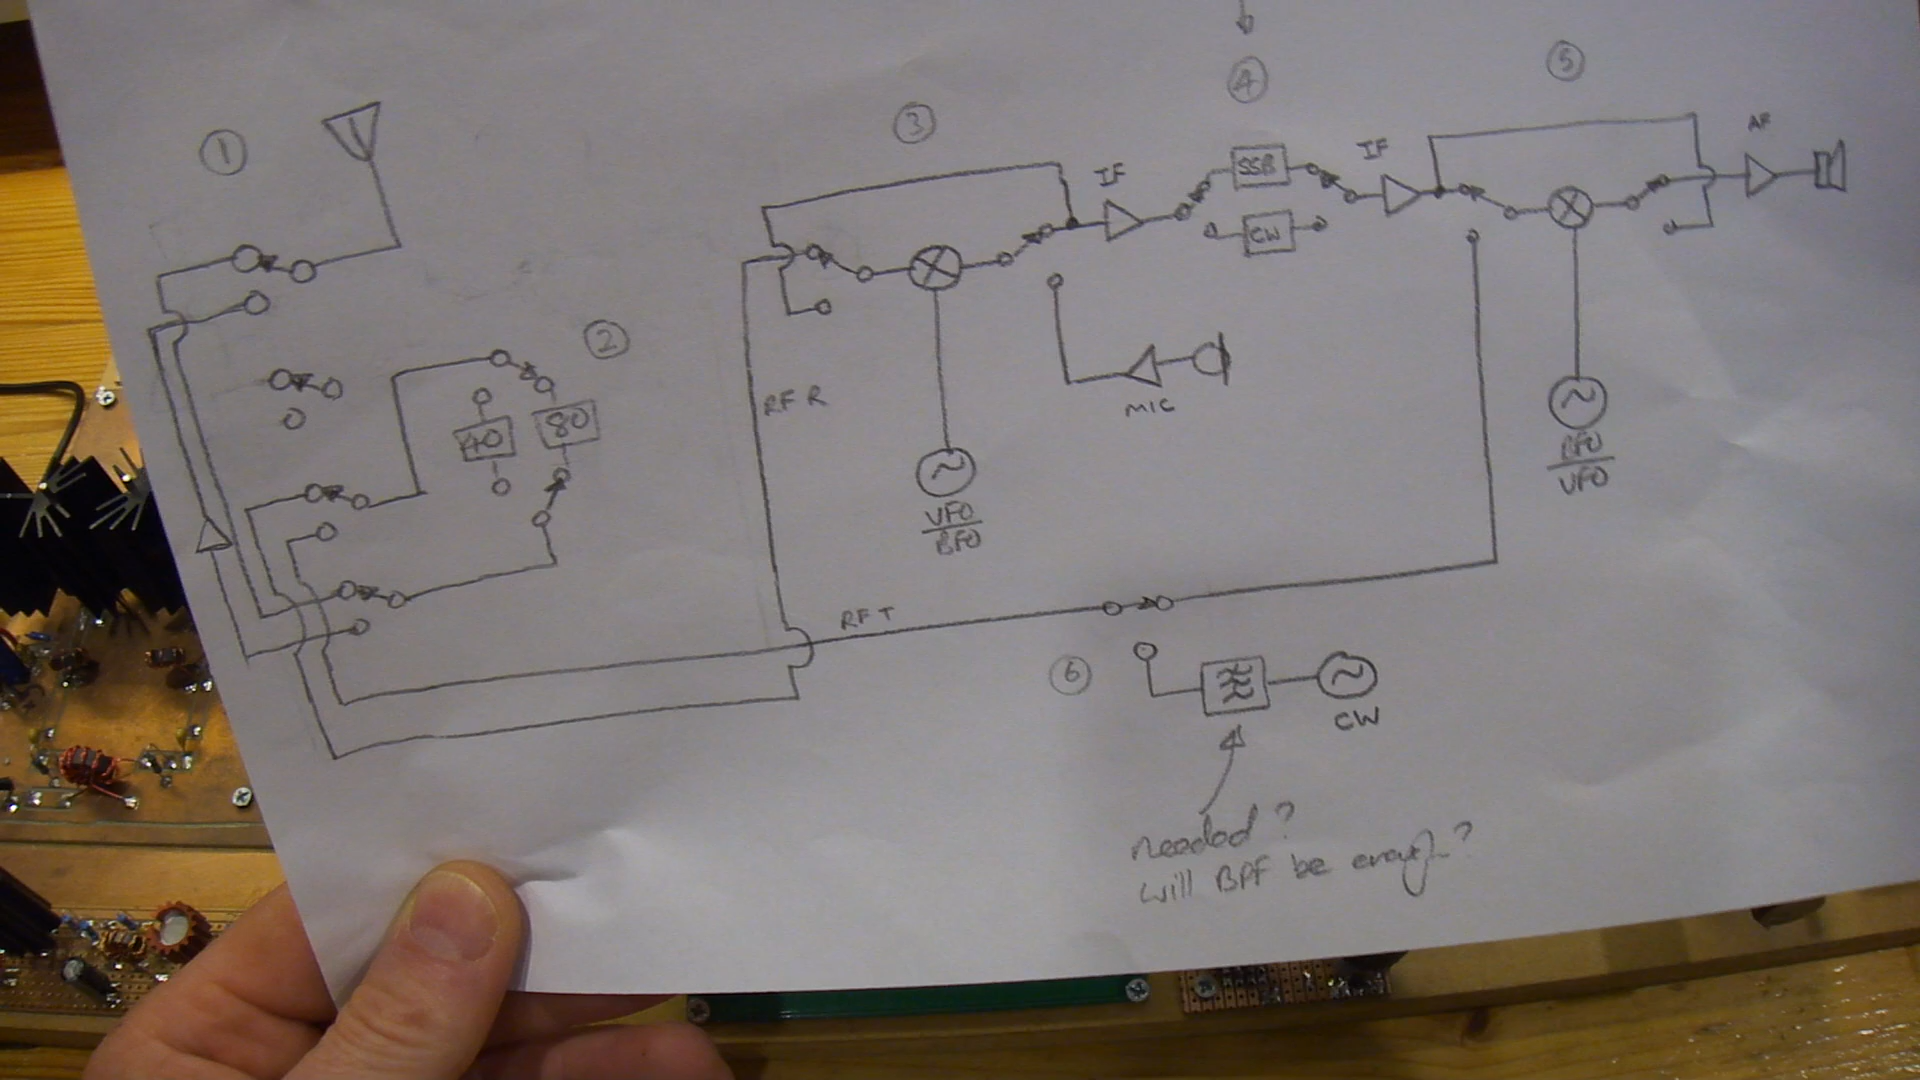 1
2
3
4
5
6
IF
SSB
CW
IF
AF
40
80
RF R
MIC
VFO
BFO
BFO
VFO
RF T
CW
needed?
will BPF be enough?